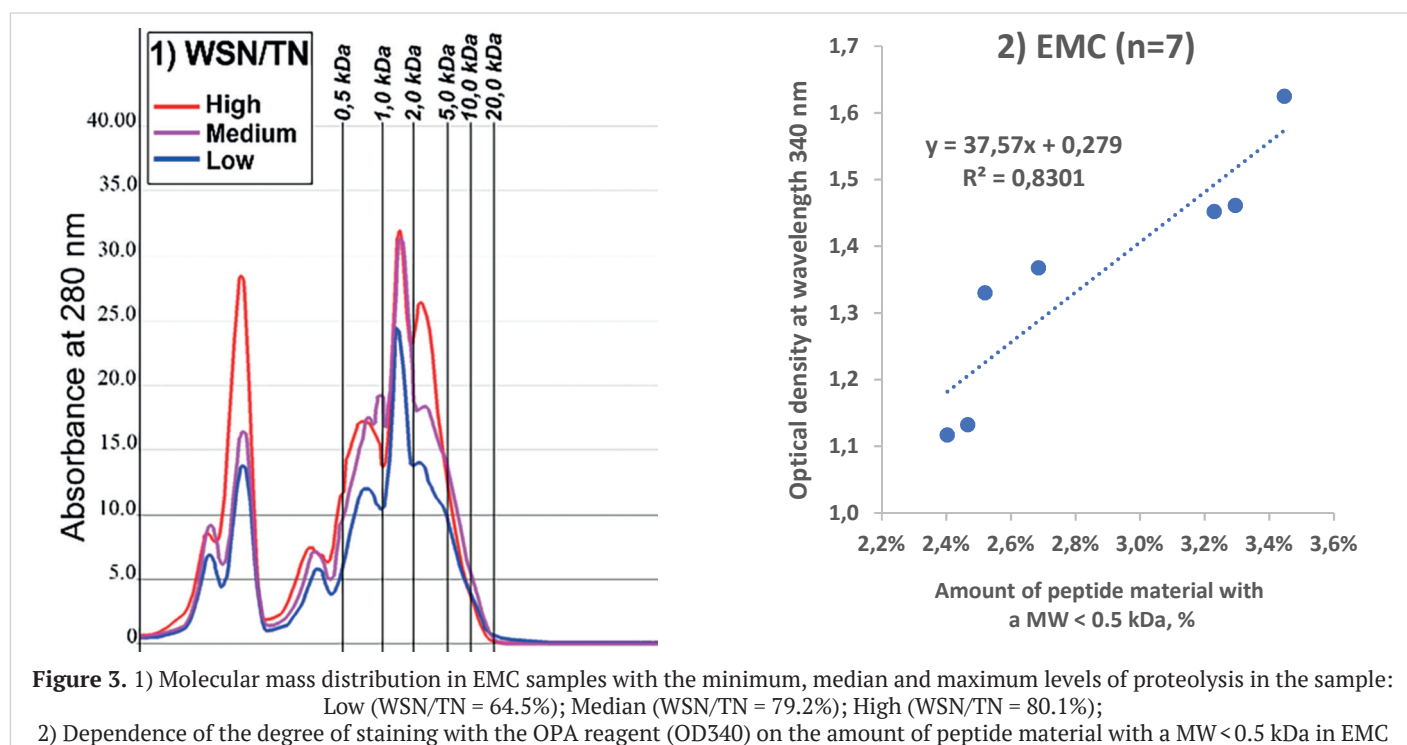 1) WSN/TN
High
Medium
Low
0,5 kDa
1,0 kDa
2,0 kDa
5,0 kDa
10,0 kDa
20,0 kDa
40.00
35.0
30.0
25.0
20.0
15.0
10.0
5.0
0
Absorbance at 280 nm
2) EMC (n=7)
y = 37,57x + 0,279
R² = 0,8301
1,7
1,6
1,5
1,4
1,3
1,2
1,1
1,0
Optical density at wavelength 340 nm
2,2% 2,4% 2,6% 2,8% 3,0% 3,2% 3,4% 3,6%
Amount of peptide material with
a MW < 0.5 kDa, %
Figure 3. 1) Molecular mass distribution in EMC samples with the minimum, median and maximum levels of proteolysis in the sample:
Low (WSN/TN = 64.5%); Median (WSN/TN = 79.2%); High (WSN/TN = 80.1%);
2) Dependence of the degree of staining with the OPA reagent (OD340) on the amount of peptide material with a MW < 0.5 kDa in EMC